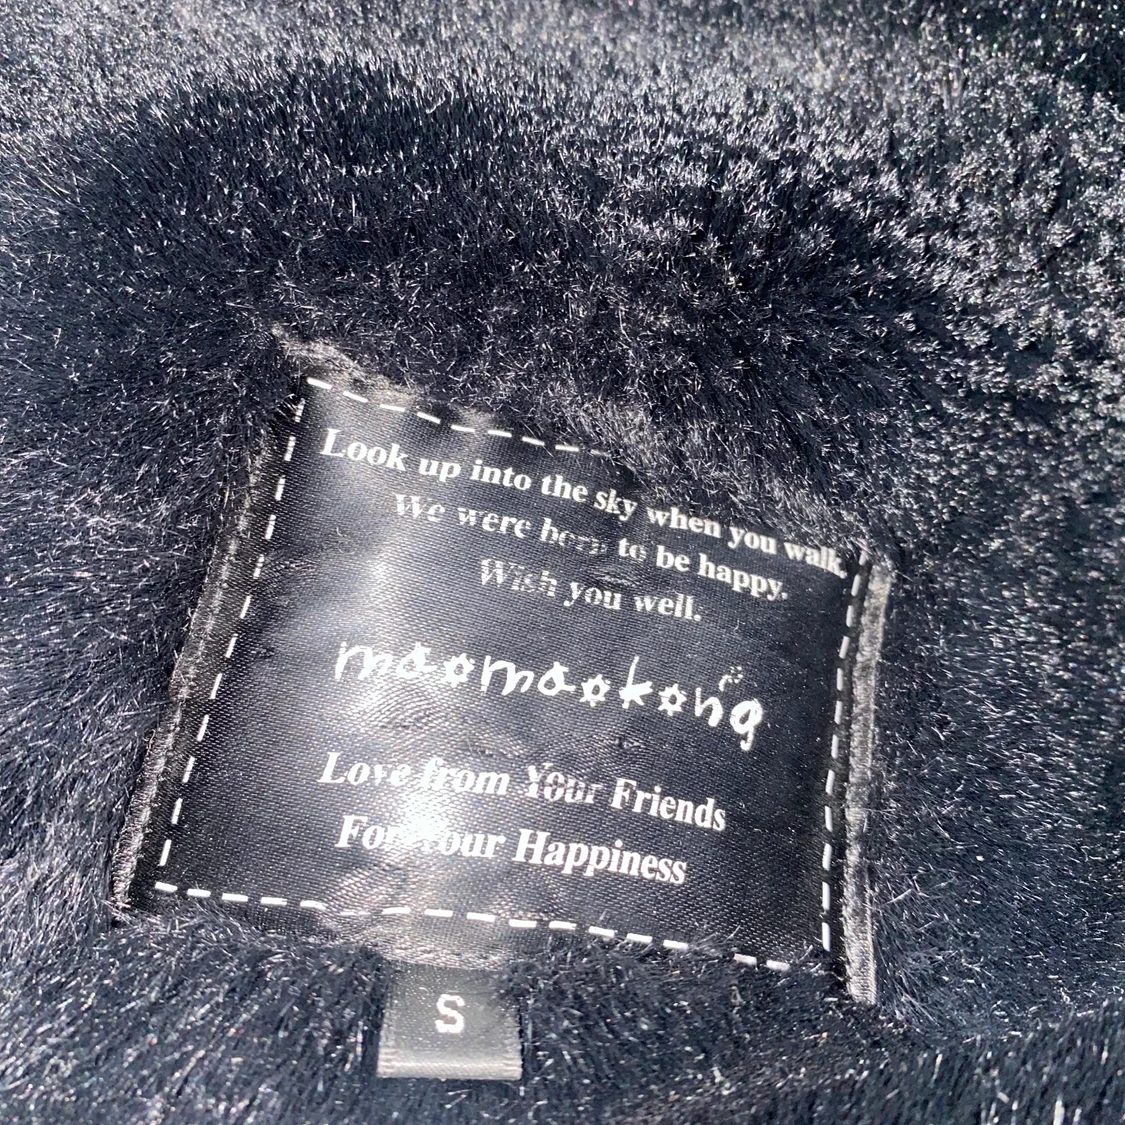 Look up into the sky when you walk.
We were born to be happy.
Wish you well.
maomaokong
Love from Your Friends
For Your Happiness
S